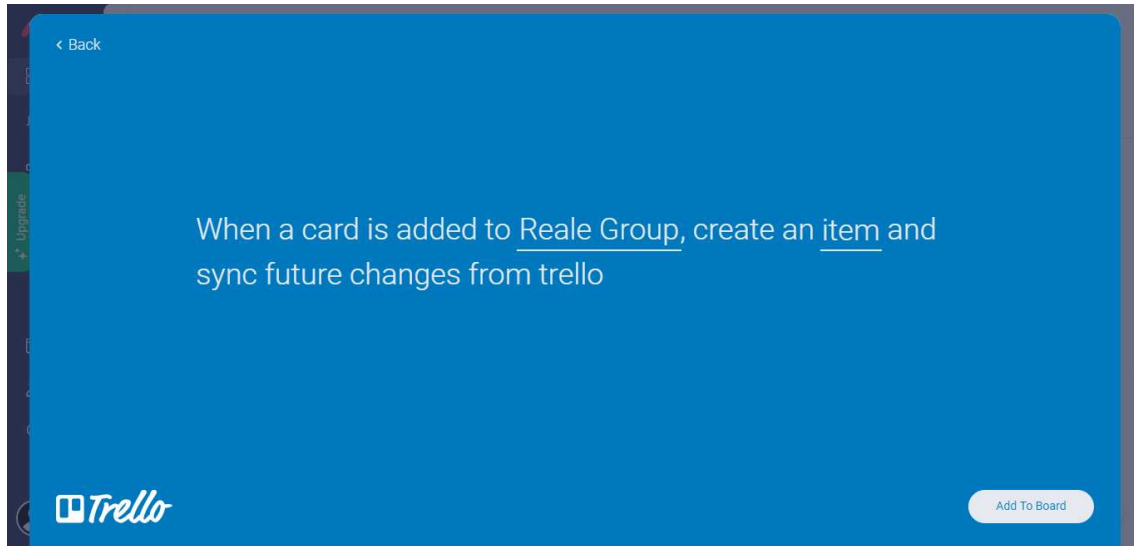 < Back
Upgrade
When a card is added to Reale Group, create an item and
sync future changes from trello
Trello
Add To Board